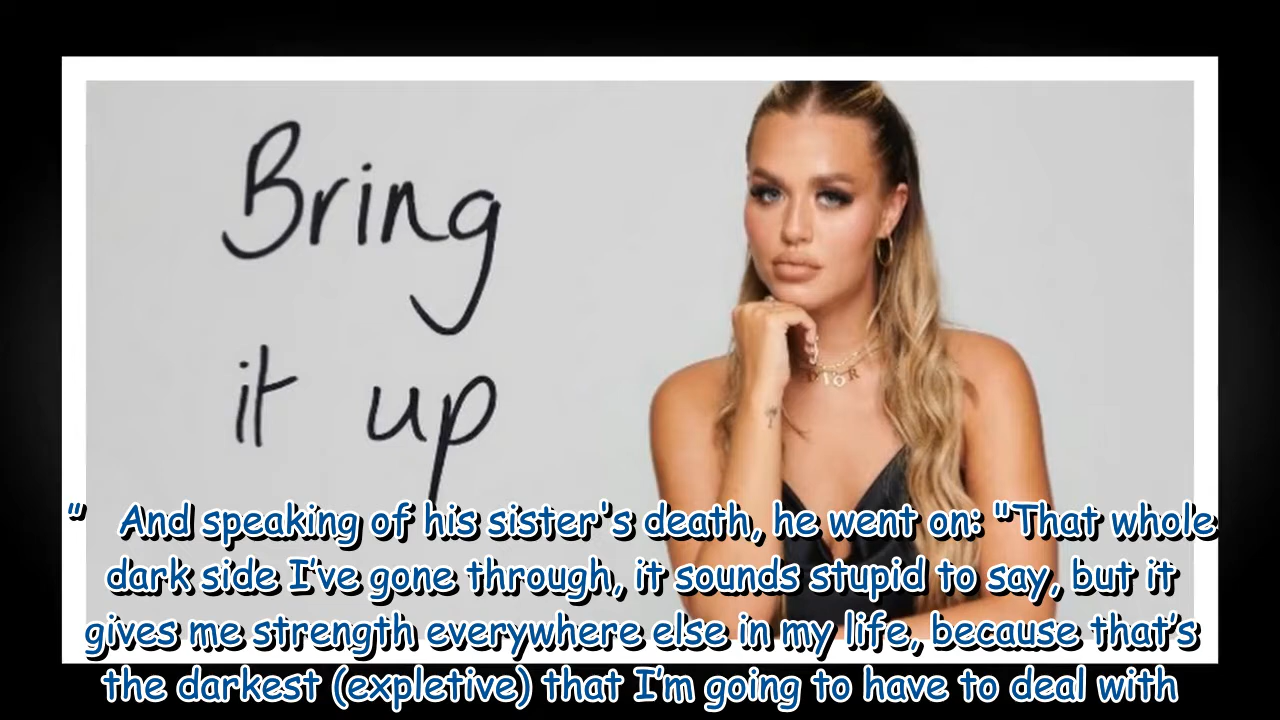 Bring
it up
DIOR
”   And speaking of his sister's death, he went on: "That whole
dark side I’ve gone through, it sounds stupid to say, but it
gives me strength everywhere else in my life, because that’s
the darkest (expletive) that I’m going to have to deal with